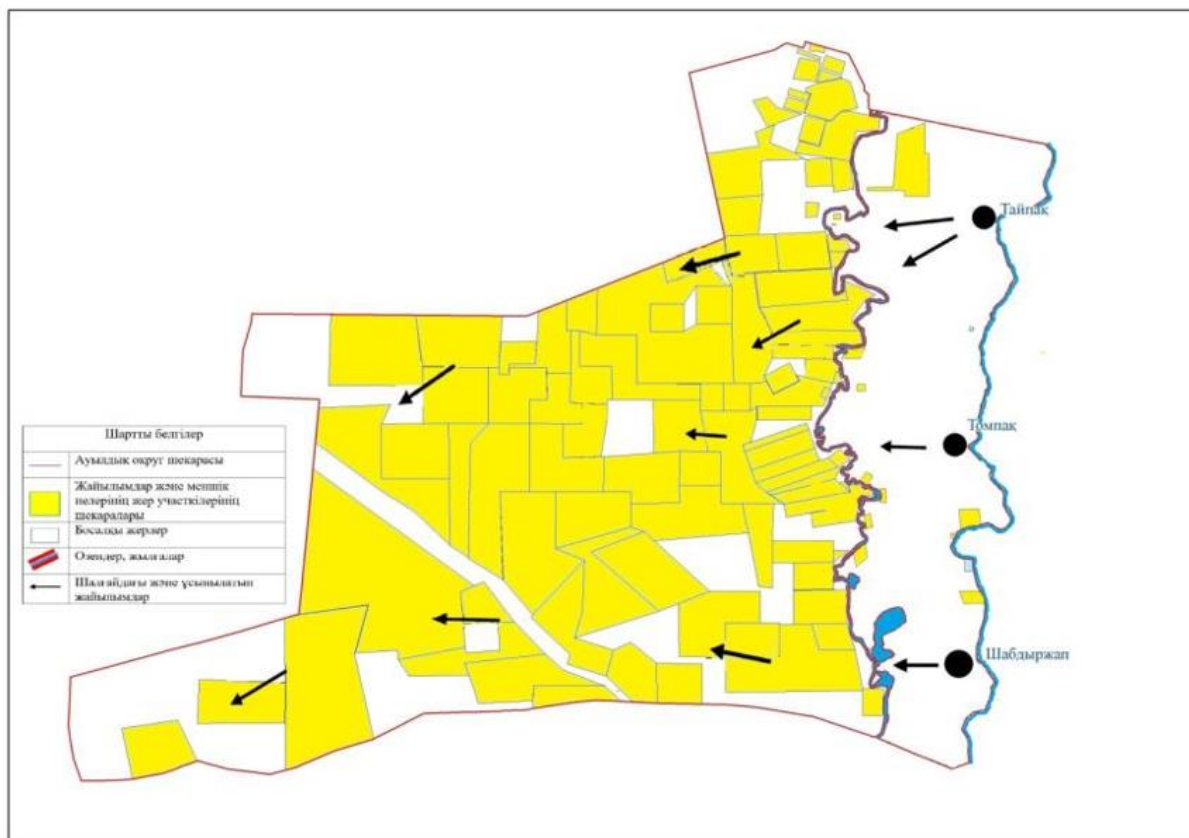 Тайпақ
Томпақ
Шартты белгілер
Ауылдық округ шекарасы
Жайылымдар және меншік
иелерінің жер учаскілерінің
шекаралары
Босалқы жерлер
Өзендер, жылғалар
Шалғайдағы және ұсынылатын
жайылымдар
Шабдыржап